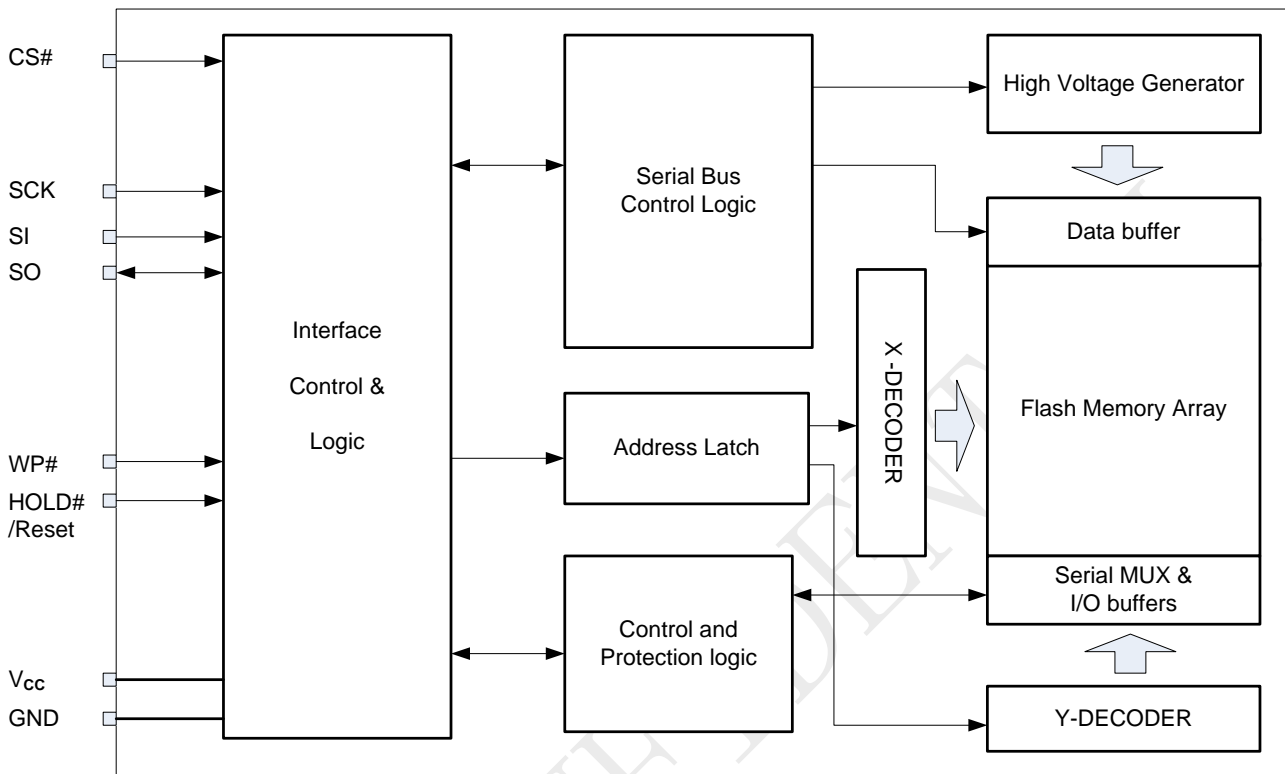 CS#
SCK
SI
SO
WP#
HOLD#
/Reset
Vcc
GND
Interface
Control &
Logic
Serial Bus
Control Logic
Address Latch
Control and
Protection logic
X-DECODER
High Voltage Generator
Data buffer
Flash Memory Array
Serial MUX &
I/O buffers
Y-DECODER